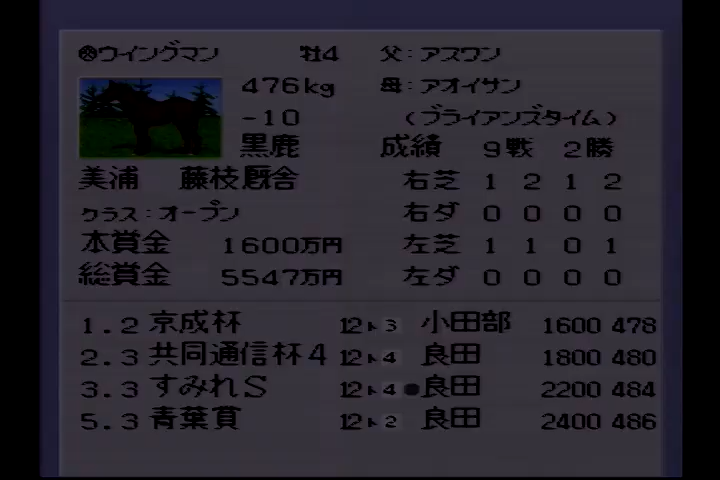 ウイングマン 牡4 父:アスワン
476kg 母:アオイサン
-10 (ブライアンズタイム)
黒鹿 成績 9戦 2勝
美浦 藤枝厩舎 右芝 1 2 1 2
クラス:オープン 右ダ 0 0 0 0
本賞金 1600万円 左芝 1 1 0 1
総賞金 5547万円 左ダ 0 0 0 0
1.2 京成杯 12ト3 小田部 1600 478
2.3 共同通信杯4 12ト4 良田 1800 480
3.3 すみれS 12ト4 ●良田 2200 484
5.3 青葉賞 12ト2 良田 2400 486